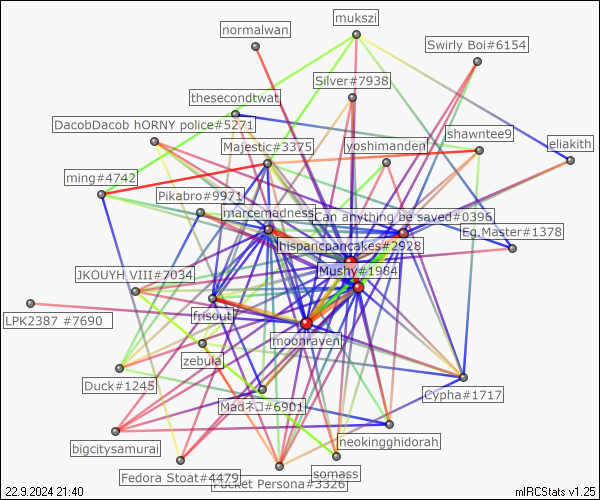 mukszi
normalwan
Swirly Boi#6154
Silver#7938
thesecondtwat
DacobDacob hORNY police#5271
shawntee9
Majestic#3375
yoshimanden
eliakith
ming#4742
Pikabro#9971
marcemadness
Can anything be saved#0396
Eg.Master#1378
hispancpancakes#2928
Mushy#1984
JKOUYH VIII#7034
LPK2387 #7690
frisout
moonraven
zebula
Duck#1245
Cypha#1717
Madネコ#6901
neokingghidorah
bigcitysamurai
somass
Fedora Stoat#4479
Pocket Persona#3326
22.9.2024 21:40
mIRCStats v1.25